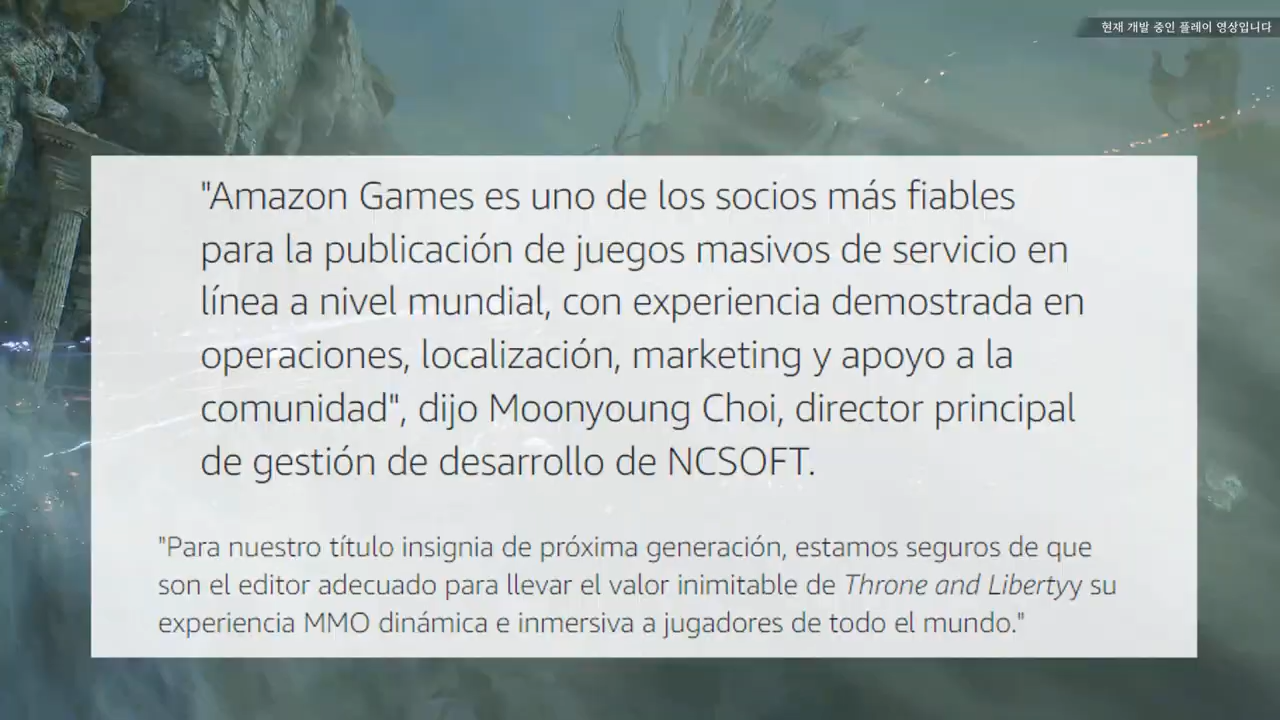 현재 개발 중인 플레이 영상입니다
"Amazon Games es uno de los socios más fiables
para la publicación de juegos masivos de servicio en
línea a nivel mundial, con experiencia demostrada en
operaciones, localización, marketing y apoyo a la
comunidad", dijo Moonyoung Choi, director principal
de gestión de desarrollo de NCSOFT.
"Para nuestro título insignia de próxima generación, estamos seguros de que
son el editor adecuado para llevar el valor inimitable de Throne and Libertyy su
experiencia MMO dinámica e inmersiva a jugadores de todo el mundo."